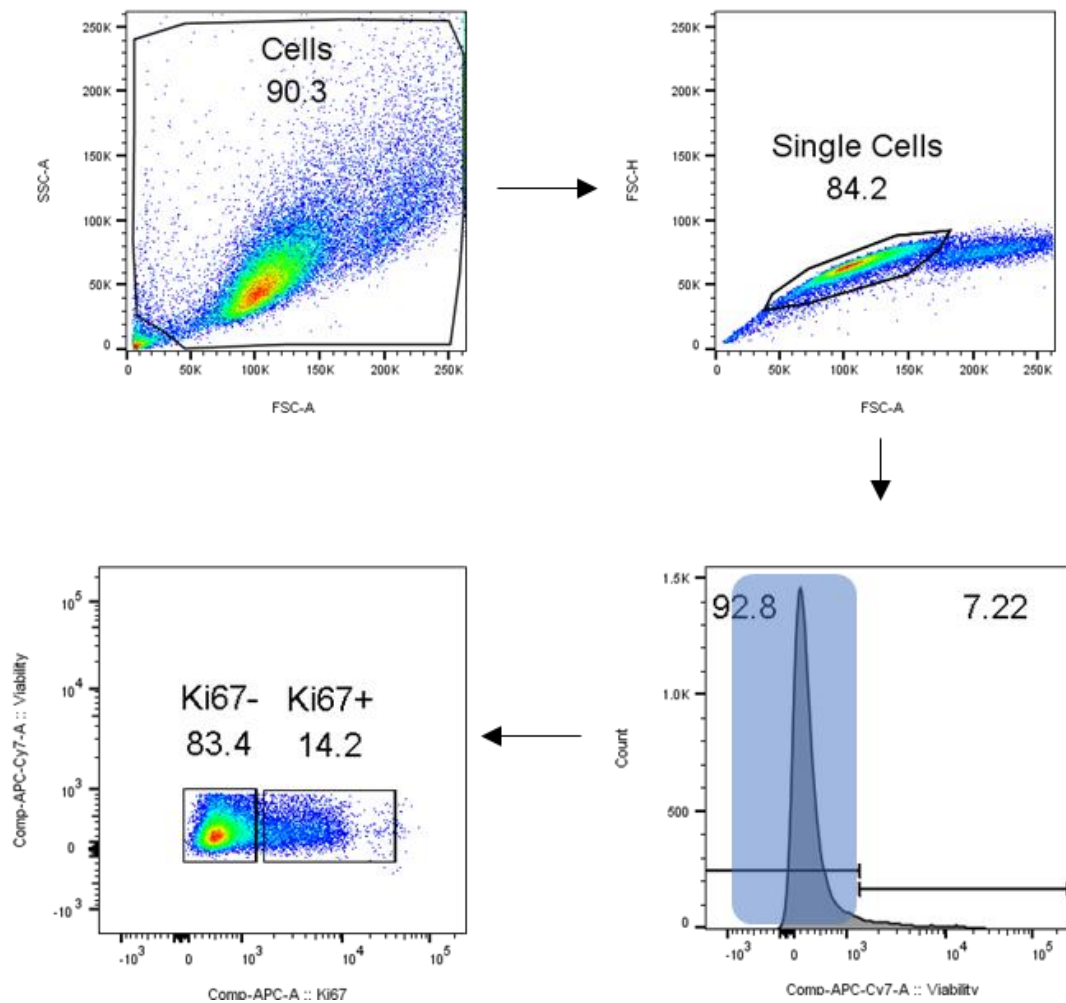 250K
200K
150K
100K
50K
0
SSC-A
Cells
90.3
0 50K 100K 150K 200K 250K
FSC-A
250K
200K
150K
100K
50K
0
FSC-H
Single Cells
84.2
0 50K 100K 150K 200K 250K
FSC-A
10^5
10^4
10^3
0
-10^3
Comp-APC-Cy7-A :: Viability
Ki67- Ki67+
83.4 14.2
-10^3 0 10^3 10^4 10^5
Comp-APC-A :: Ki67
1.5K
1.0K
500
0
Count
92.8 7.22
-10^3 0 10^3 10^4 10^5
Comp-APC-Cy7-A :: Viability